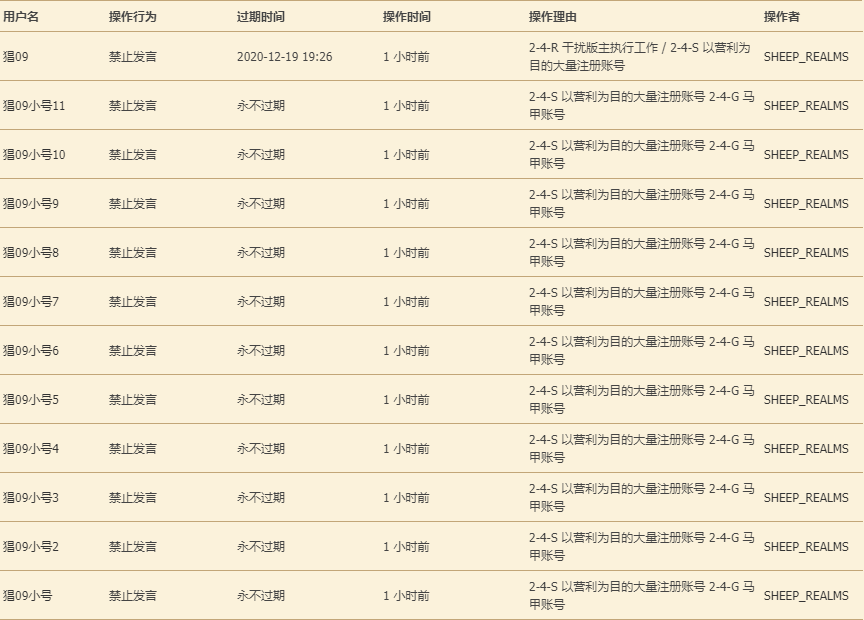 用户名 操作行为 过期时间 操作时间 操作理由 操作者
猖09 禁止发言 2020-12-19 19:26 1 小时前 2-4-R 干扰版主执行工作 / 2-4-S 以营利为
目的大量注册账号 SHEEP_REALMS
猖09小号11 禁止发言 永不过期 1 小时前 2-4-S 以营利为目的大量注册账号 2-4-G 马
甲账号 SHEEP_REALMS
猖09小号10 禁止发言 永不过期 1 小时前 2-4-S 以营利为目的大量注册账号 2-4-G 马
甲账号 SHEEP_REALMS
猖09小号9 禁止发言 永不过期 1 小时前 2-4-S 以营利为目的大量注册账号 2-4-G 马
甲账号 SHEEP_REALMS
猖09小号8 禁止发言 永不过期 1 小时前 2-4-S 以营利为目的大量注册账号 2-4-G 马
甲账号 SHEEP_REALMS
猖09小号7 禁止发言 永不过期 1 小时前 2-4-S 以营利为目的大量注册账号 2-4-G 马
甲账号 SHEEP_REALMS
猖09小号6 禁止发言 永不过期 1 小时前 2-4-S 以营利为目的大量注册账号 2-4-G 马
甲账号 SHEEP_REALMS
猖09小号5 禁止发言 永不过期 1 小时前 2-4-S 以营利为目的大量注册账号 2-4-G 马
甲账号 SHEEP_REALMS
猖09小号4 禁止发言 永不过期 1 小时前 2-4-S 以营利为目的大量注册账号 2-4-G 马
甲账号 SHEEP_REALMS
猖09小号3 禁止发言 永不过期 1 小时前 2-4-S 以营利为目的大量注册账号 2-4-G 马
甲账号 SHEEP_REALMS
猖09小号2 禁止发言 永不过期 1 小时前 2-4-S 以营利为目的大量注册账号 2-4-G 马
甲账号 SHEEP_REALMS
猖09小号 禁止发言 永不过期 1 小时前 2-4-S 以营利为目的大量注册账号 2-4-G 马
甲账号 SHEEP_REALMS